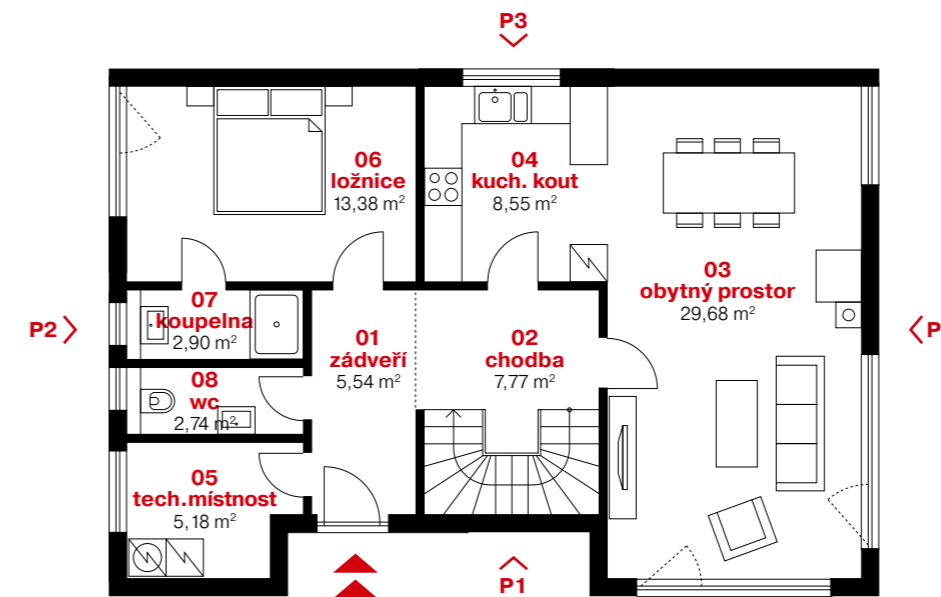 P3
06
ložnice
13,38 m²
04
kuch. kout
8,55 m²
03
obytný prostor
29,68 m²
07
koupelna
2,90 m²
P2
01
zádveří
5,54 m²
02
chodba
7,77 m²
P
08
wc
2,74 m²
05
tech.místnost
5,18 m²
P1